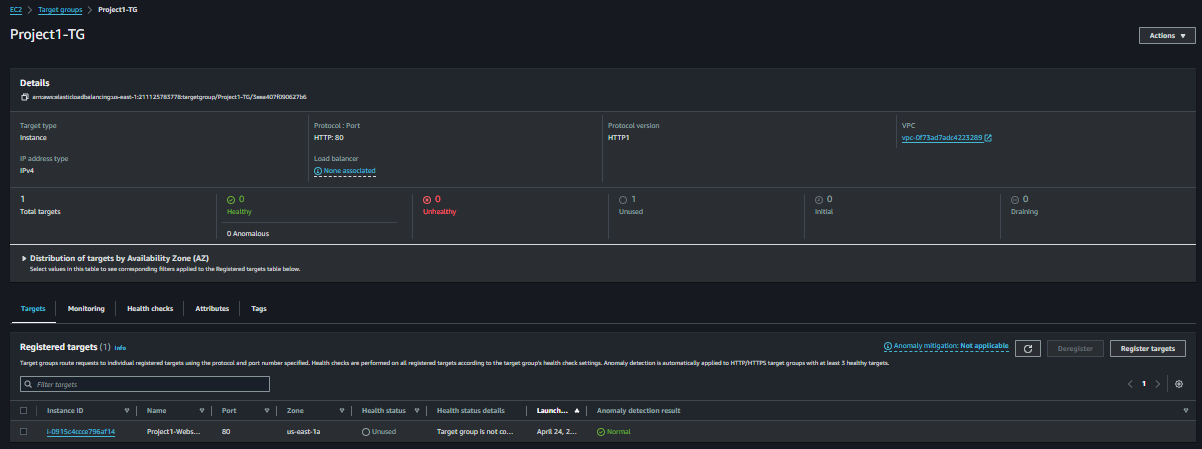 EC2 > Target groups > Project1-TG
Project1-TG
Actions
Details
arn:aws:elasticloadbalancing:us-east-1:211125783778:targetgroup/Project1-TG/3eea407f090627b6
Target type
Instance
Protocol : Port
HTTP: 80
Protocol version
HTTP1
VPC
vpc-0f73ad7adc4223289
IP address type
IPv4
Load balancer
None associated
1
Total targets
0
Healthy
0 Anomalous
0
Unhealthy
1
Unused
0
Initial
0
Draining
Distribution of targets by Availability Zone (AZ)
Select values in this table to see corresponding filters applied to the Registered targets table below.
Targets
Monitoring
Health checks
Attributes
Tags
Registered targets (1) Info
Anomaly mitigation: Not applicable
Deregister
Register targets
Target groups route requests to individual registered targets using the protocol and port number specified. Health checks are performed on all registered targets according to the target group's health check settings. Anomaly detection is automatically applied to HTTP/HTTPS target groups with at least 3 healthy targets.
Filter targets
1
Instance ID Name Port Zone Health status Health status details Launch... Anomaly detection result
i-0915c4ccce796af14 Project1-Webs... 80 us-east-1a Unused Target group is not co... April 24, 2... Normal